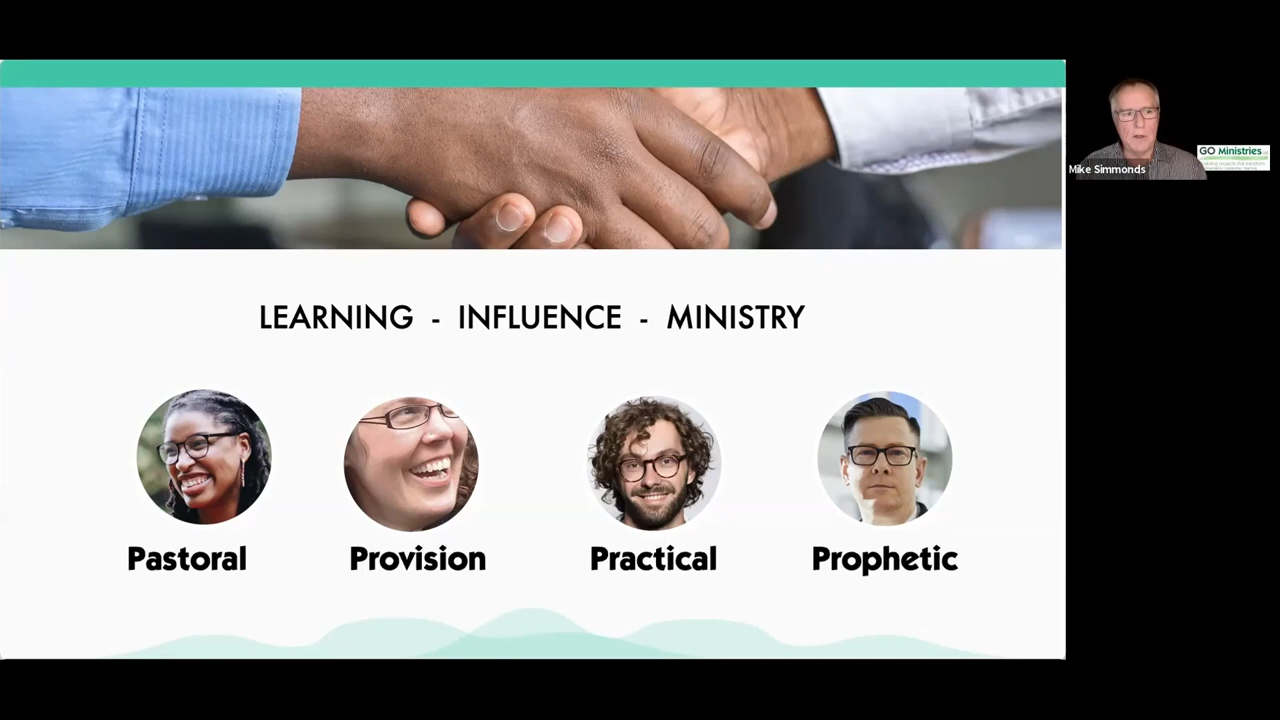 LEARNING - INFLUENCE - MINISTRY
Pastoral
Provision
Practical
Prophetic
Mike Simmonds
GO Ministries